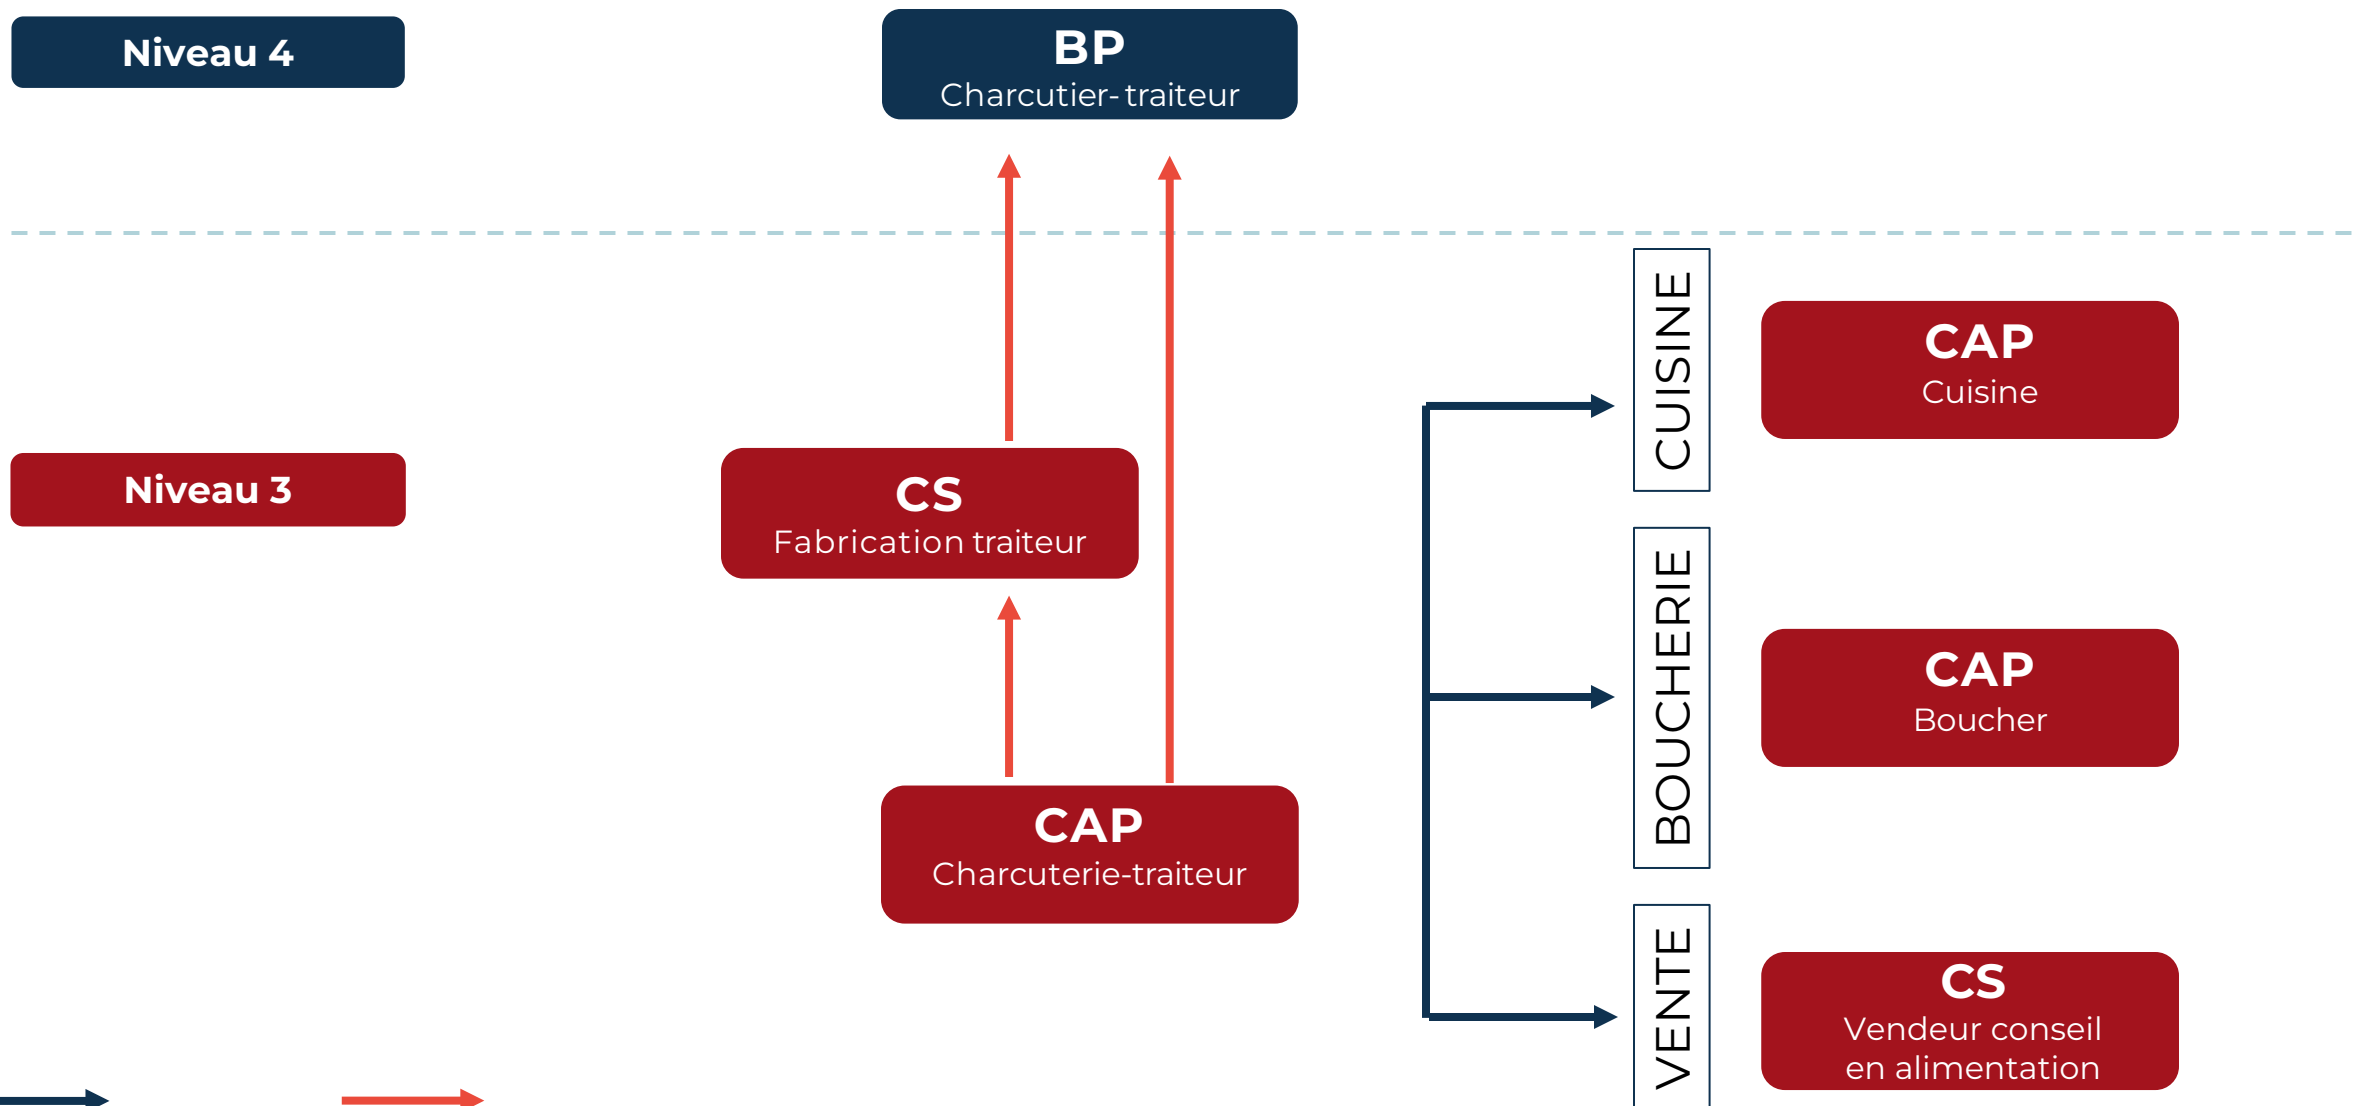 Niveau 4
BP
Charcutier-traiteur
CUISINE
CAP
Cuisine
Niveau 3
CS
Fabrication traiteur
BOUCHERIE
CAP
Boucher
CAP
Charcuterie-traiteur
VENTE
CS
Vendeur conseil
en alimentation